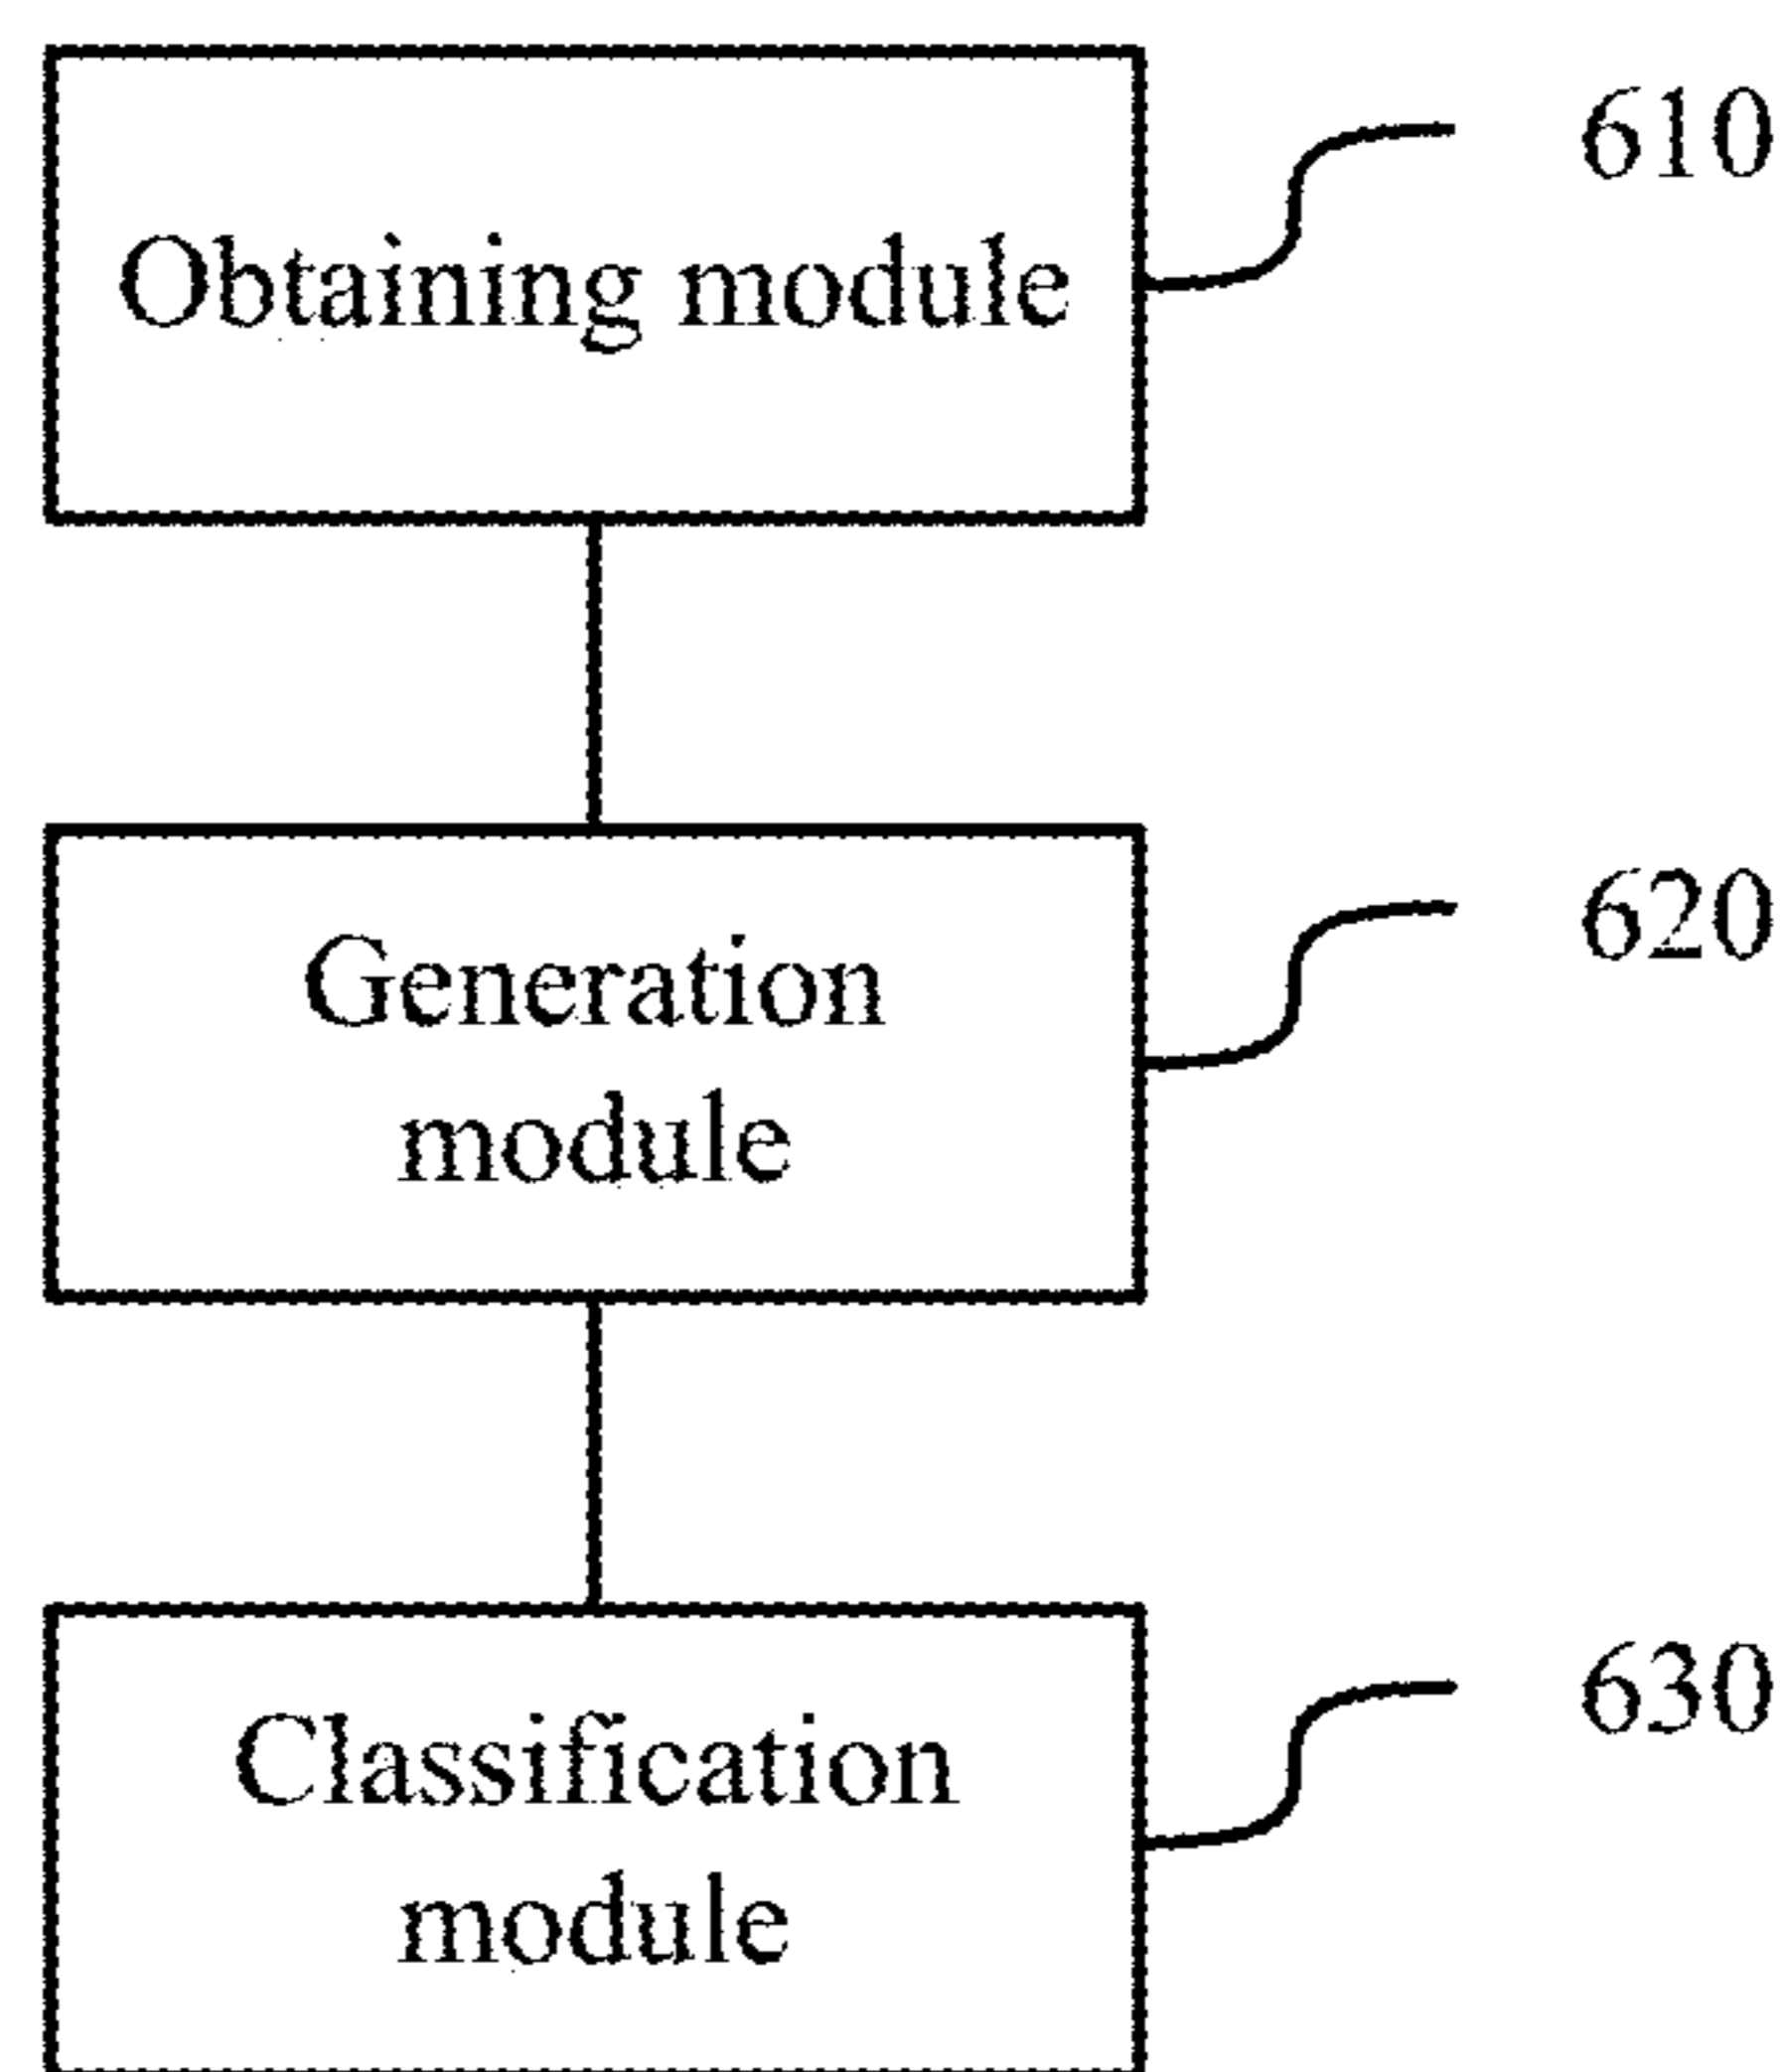 Obtaining module
610
Generation
module
620
Classification
module
630